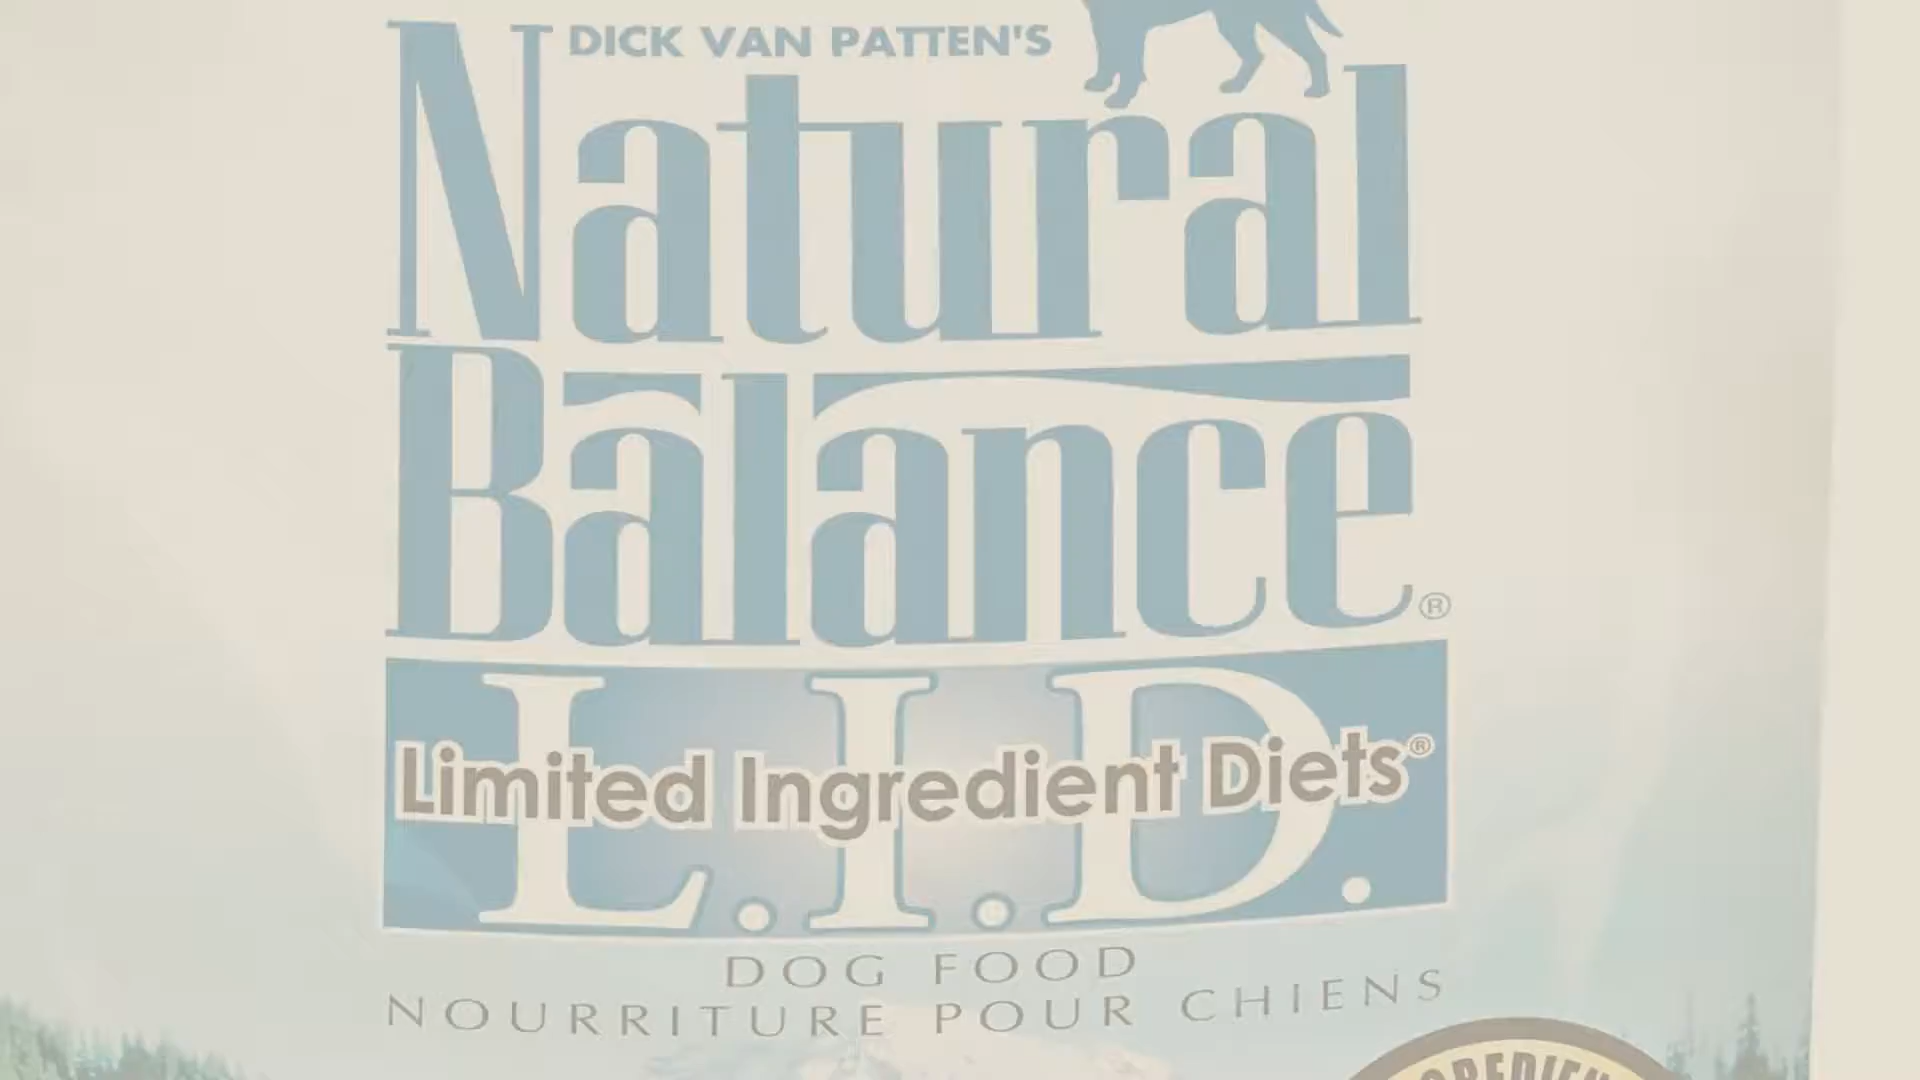 DICK VAN PATTEN'S
Natural
Balance®
L.I.D.
Limited Ingredient Diets®
DOG FOOD
NOURRITURE POUR CHIENS